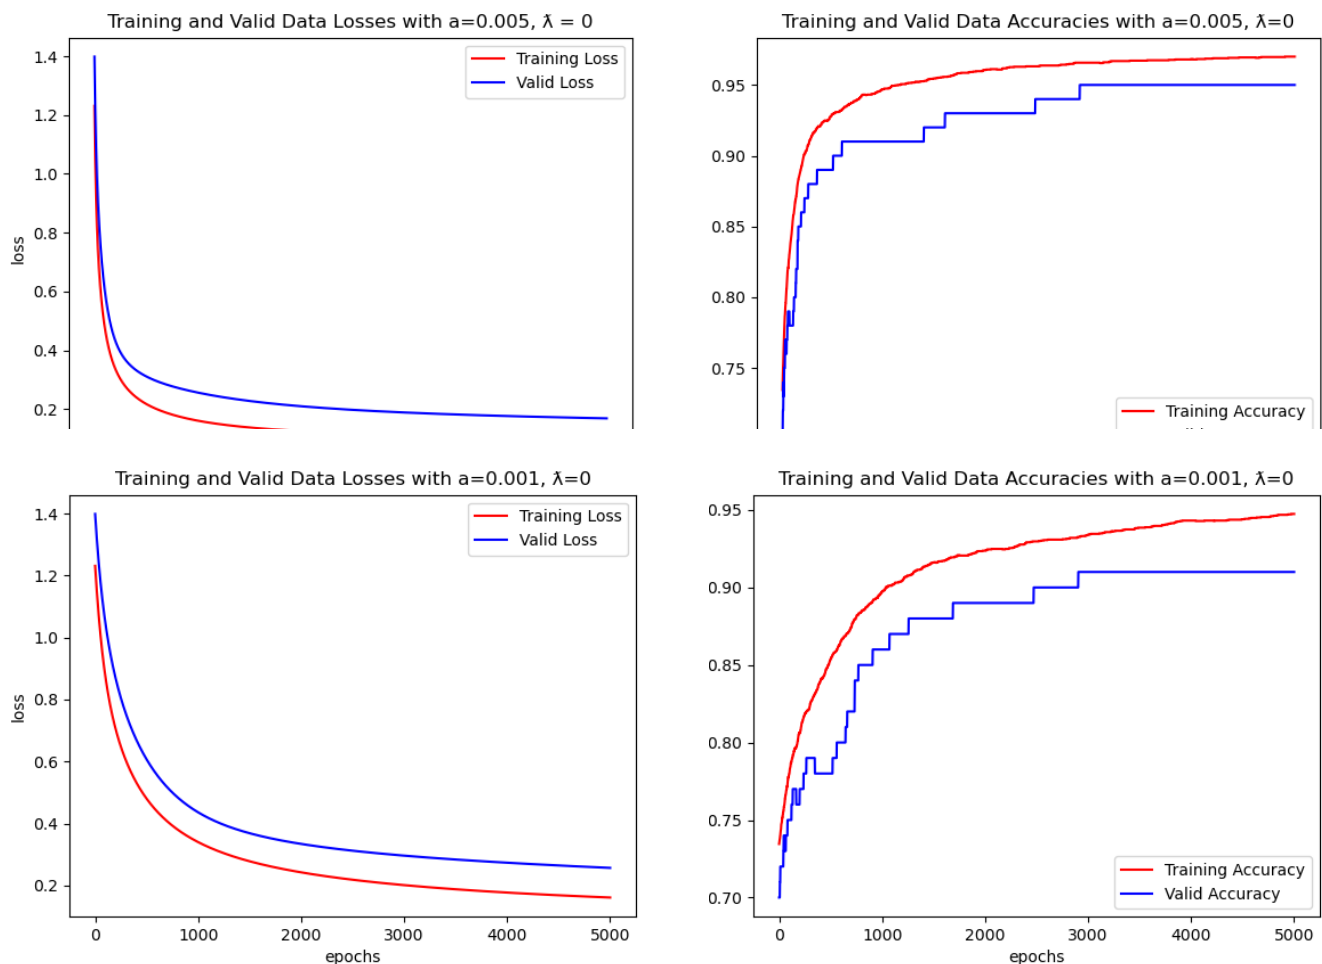 Training and Valid Data Losses with a=0.005, ƛ = 0
1.4
1.2
1.0
0.8
0.6
0.4
0.2
loss
Training Loss
Valid Loss
Training and Valid Data Accuracies with a=0.005, ƛ=0
0.95
0.90
0.85
0.80
0.75
Training Accuracy
Training and Valid Data Losses with a=0.001, ƛ=0
1.4
1.2
1.0
0.8
0.6
0.4
0.2
loss
Training Loss
Valid Loss
0 1000 2000 3000 4000 5000
epochs
Training and Valid Data Accuracies with a=0.001, ƛ=0
0.95
0.90
0.85
0.80
0.75
0.70
Training Accuracy
Valid Accuracy
0 1000 2000 3000 4000 5000
epochs